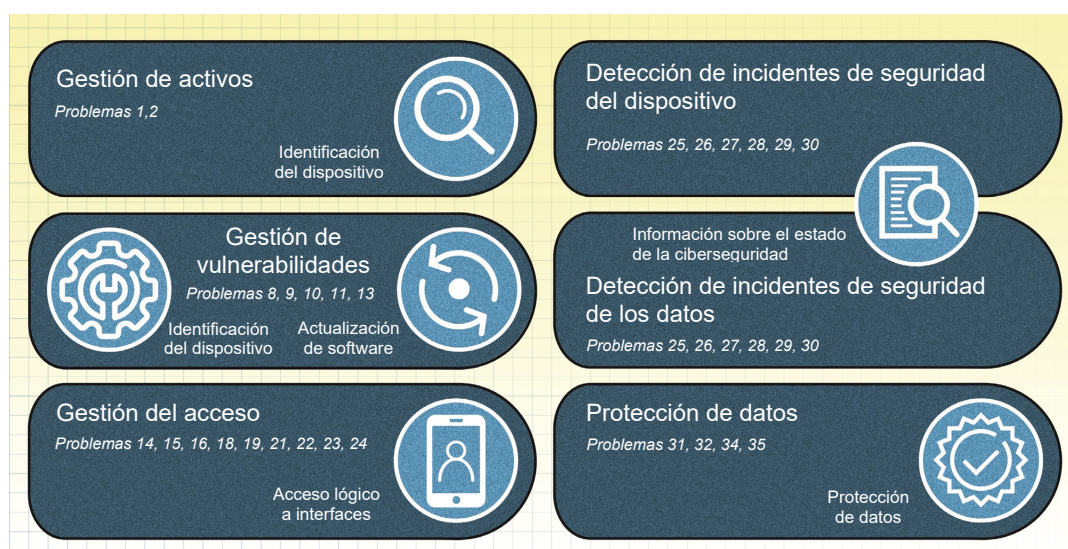 Gestión de activos
Problemas 1,2
Identificación
del dispositivo
Gestión de
vulnerabilidades
Problemas 8, 9, 10, 11, 13
Identificación
del dispositivo
Actualización
de software
Gestión del acceso
Problemas 14, 15, 16, 18, 19, 21, 22, 23, 24
Acceso lógico
a interfaces
Detección de incidentes de seguridad
del dispositivo
Problemas 25, 26, 27, 28, 29, 30
Información sobre el estado
de la ciberseguridad
Detección de incidentes de seguridad
de los datos
Problemas 25, 26, 27, 28, 29, 30
Protección de datos
Problemas 31, 32, 34, 35
Protección
de datos